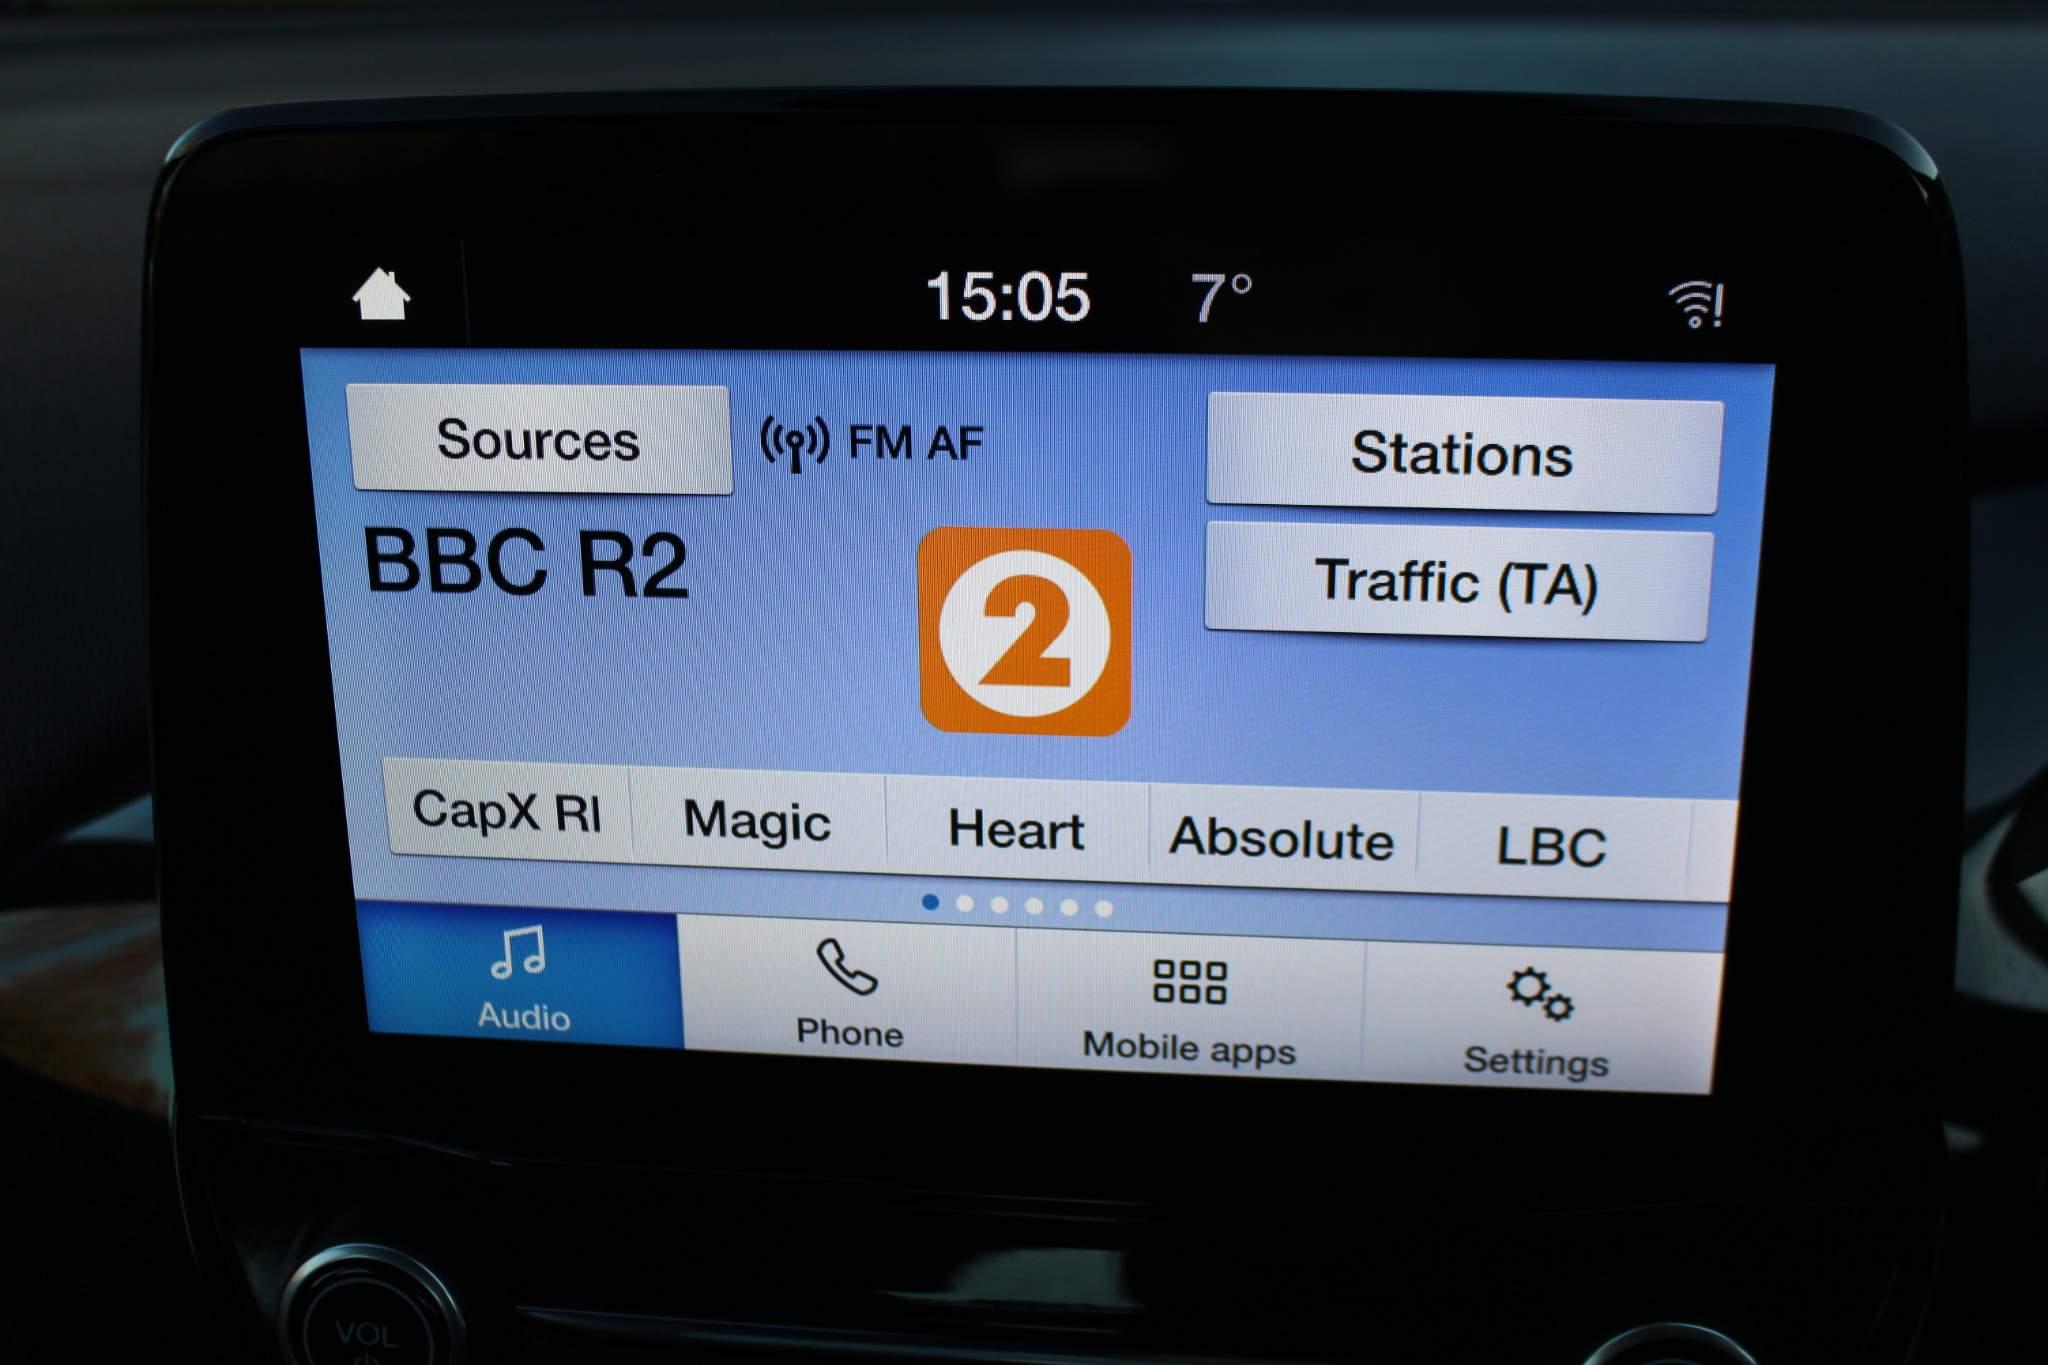 15:05 7°
Sources FM AF Stations
BBC R2
2
Traffic (TA)
CapX RI Magic Heart Absolute LBC
Audio Phone Mobile apps Settings
VOL